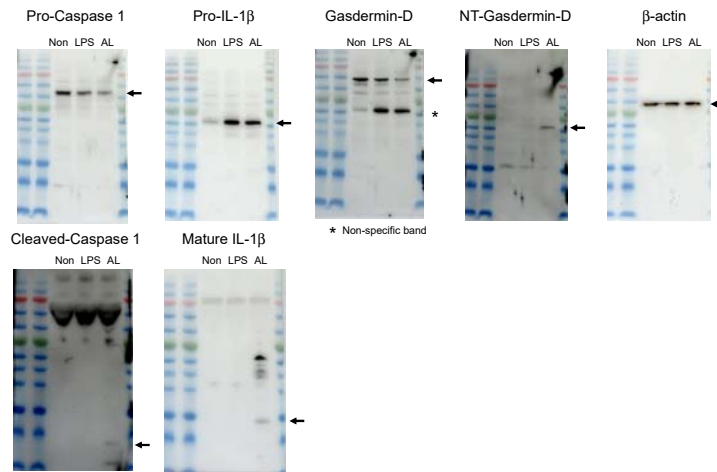 Pro-Caspase 1
Non LPS AL
Pro-IL-1β
Non LPS AL
Gasdermin-D
Non LPS AL
*
* Non-specific band
NT-Gasdermin-D
Non LPS AL
β-actin
Non LPS AL
Cleaved-Caspase 1
Non LPS AL
Mature IL-1β
Non LPS AL